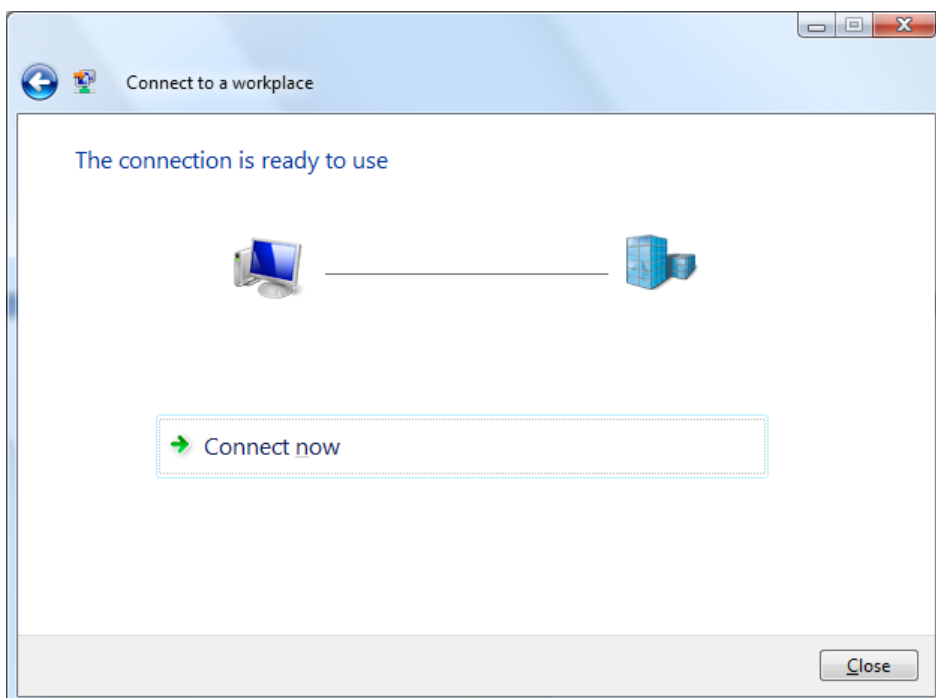 Connect to a workplace
The connection is ready to use
Connect now
Close